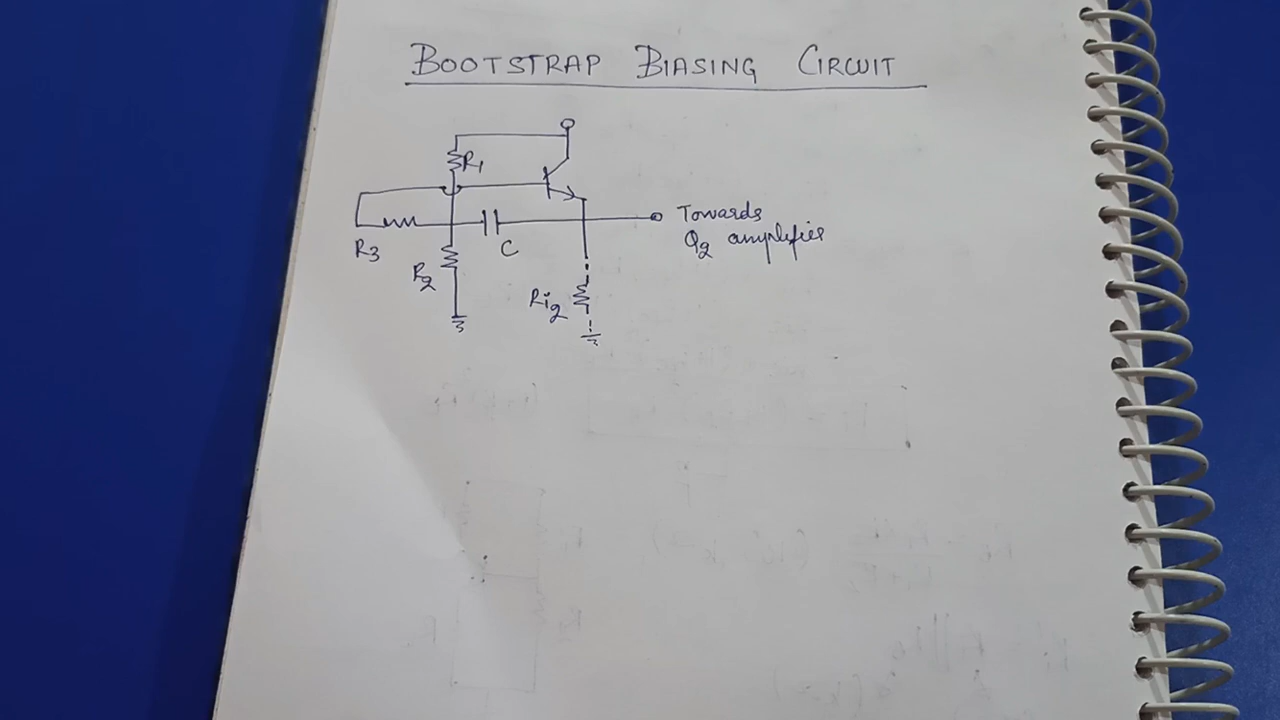 BOOTSTRAP BIASING CIRCUIT
R1
Towards
Q2 amplifier
R3
C
R2
Ri2